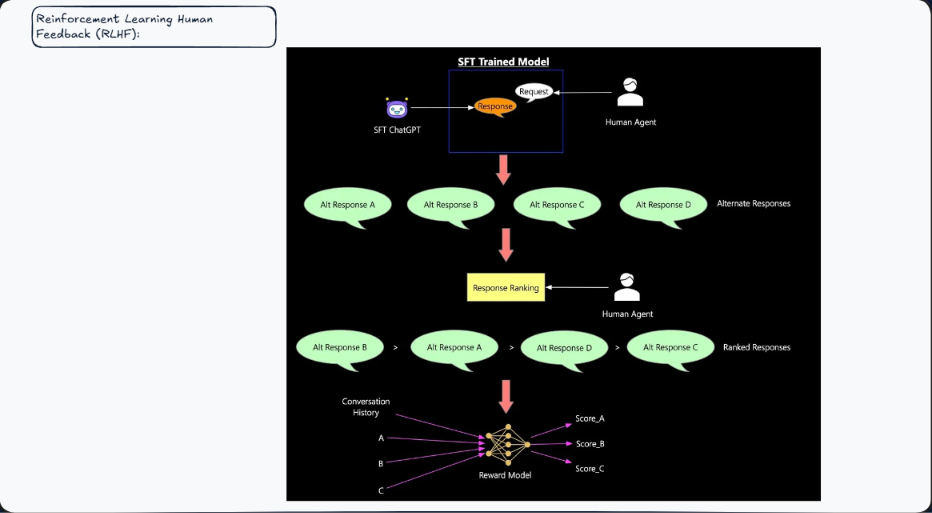 Reinforcement Learning Human
Feedback (RLHF):
SFT Trained Model
Request
Response
SFT ChatGPT
Human Agent
Alt Response A
Alt Response B
Alt Response C
Alt Response D
Alternate Responses
Response Ranking
Human Agent
Alt Response B
>
Alt Response A
>
Alt Response D
>
Alt Response C
Ranked Responses
Conversation
History
A
B
C
Reward Model
Score_A
Score_B
Score_C